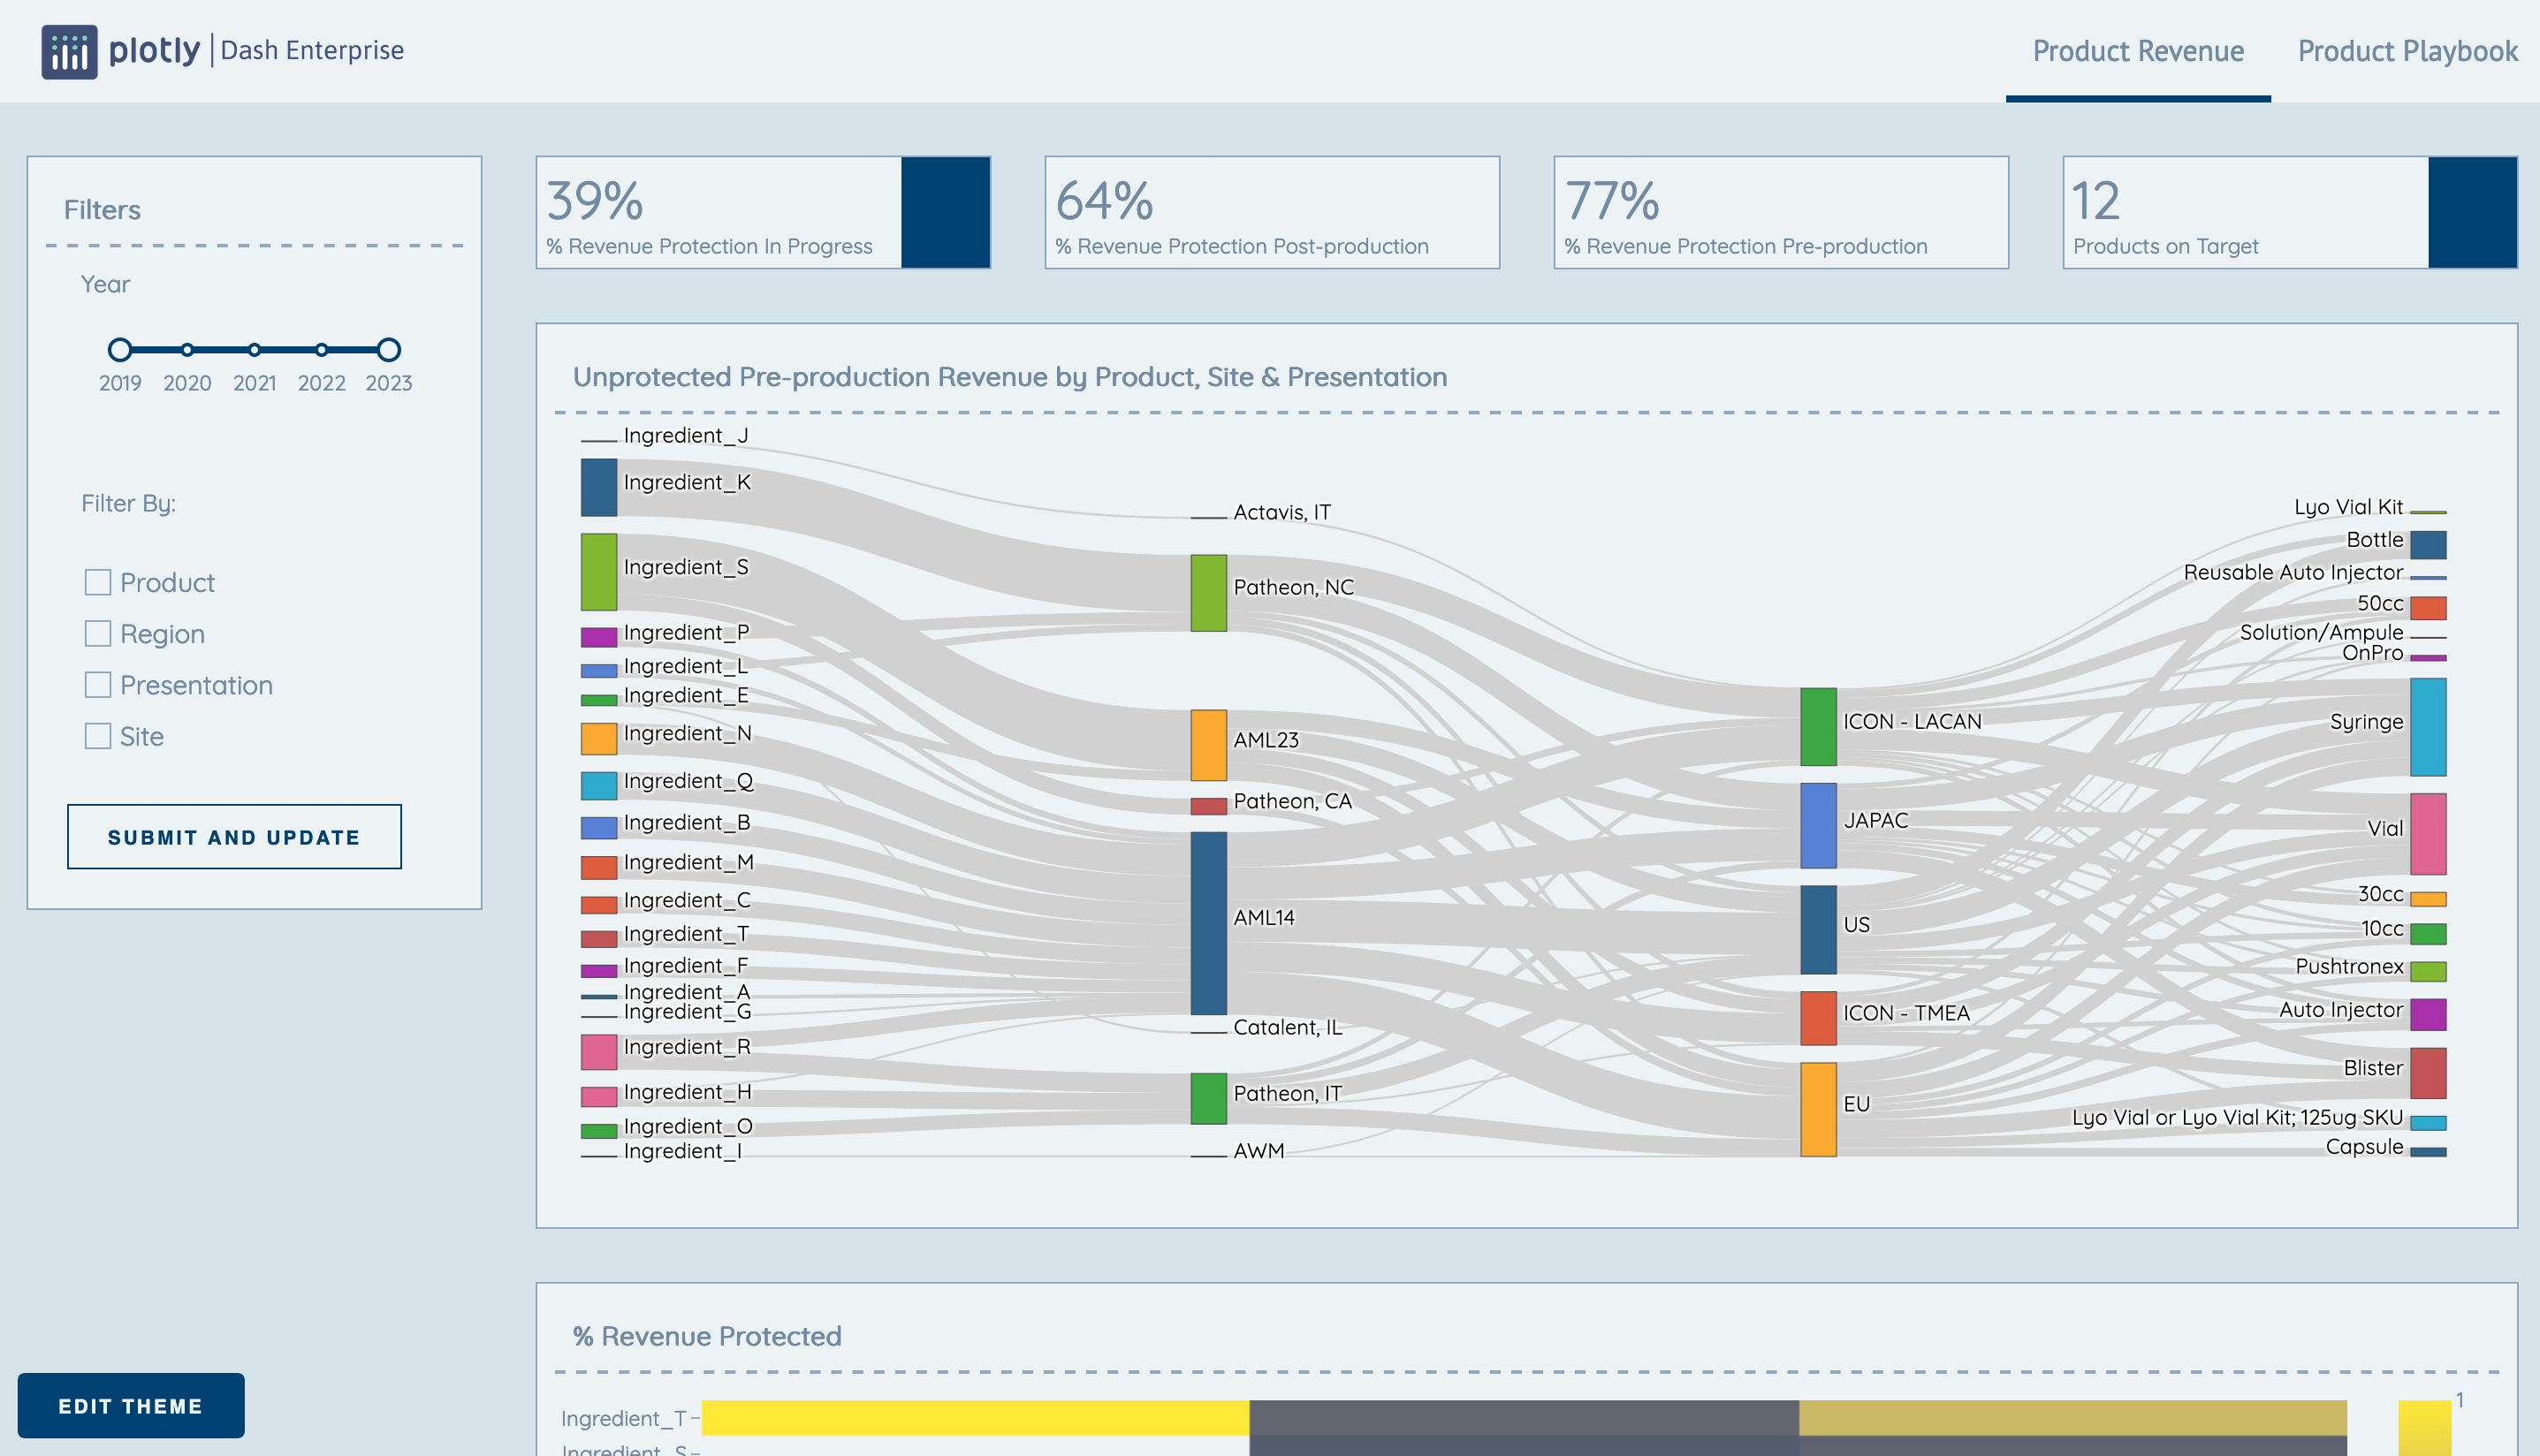 plotly | Dash Enterprise
Product Revenue
Product Playbook
Filters
Year
2019 2020 2021 2022 2023
Filter By:
Product
Region
Presentation
Site
SUBMIT AND UPDATE
EDIT THEME
39%
% Revenue Protection In Progress
64%
% Revenue Protection Post-production
77%
% Revenue Protection Pre-production
12
Products on Target
Unprotected Pre-production Revenue by Product, Site & Presentation
Ingredient_J
Ingredient_K
Ingredient_S
Ingredient_P
Ingredient_L
Ingredient_E
Ingredient_N
Ingredient_Q
Ingredient_B
Ingredient_M
Ingredient_C
Ingredient_T
Ingredient_F
Ingredient_A
Ingredient_G
Ingredient_R
Ingredient_H
Ingredient_O
Ingredient_I
Actavis, IT
Patheon, NC
AML23
Patheon, CA
AML14
Catalent, IL
Patheon, IT
AWM
ICON - LACAN
JAPAC
US
ICON - TMEA
EU
Lyo Vial Kit
Bottle
Reusable Auto Injector
50cc
Solution/Ampule
OnPro
Syringe
Vial
30cc
10cc
Pushtronex
Auto Injector
Blister
Lyo Vial or Lyo Vial Kit; 125ug SKU
Capsule
% Revenue Protected
Ingredient_T
Ingredient_S
1